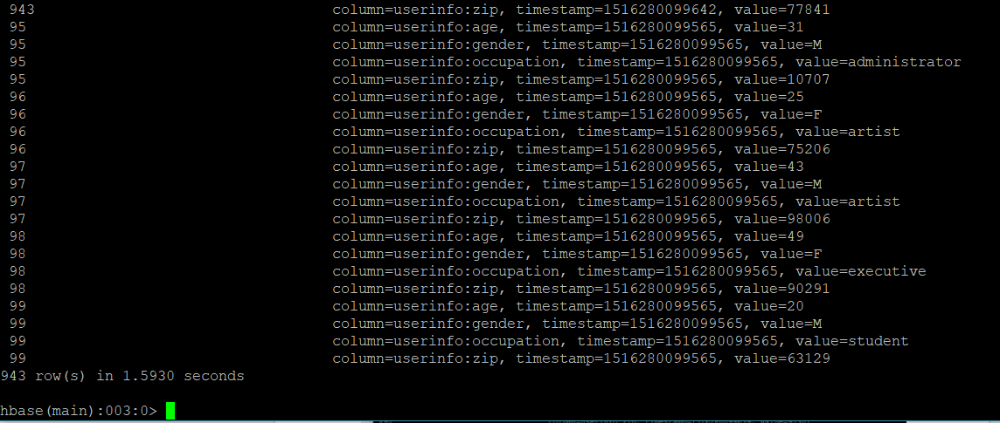 943 column=userinfo:zip, timestamp=1516280099642, value=77841
95 column=userinfo:age, timestamp=1516280099565, value=31
95 column=userinfo:gender, timestamp=1516280099565, value=M
95 column=userinfo:occupation, timestamp=1516280099565, value=administrator
95 column=userinfo:zip, timestamp=1516280099565, value=10707
96 column=userinfo:age, timestamp=1516280099565, value=25
96 column=userinfo:gender, timestamp=1516280099565, value=F
96 column=userinfo:occupation, timestamp=1516280099565, value=artist
96 column=userinfo:zip, timestamp=1516280099565, value=75206
97 column=userinfo:age, timestamp=1516280099565, value=43
97 column=userinfo:gender, timestamp=1516280099565, value=M
97 column=userinfo:occupation, timestamp=1516280099565, value=artist
97 column=userinfo:zip, timestamp=1516280099565, value=98006
98 column=userinfo:age, timestamp=1516280099565, value=49
98 column=userinfo:gender, timestamp=1516280099565, value=F
98 column=userinfo:occupation, timestamp=1516280099565, value=executive
98 column=userinfo:zip, timestamp=1516280099565, value=90291
99 column=userinfo:age, timestamp=1516280099565, value=20
99 column=userinfo:gender, timestamp=1516280099565, value=M
99 column=userinfo:occupation, timestamp=1516280099565, value=student
99 column=userinfo:zip, timestamp=1516280099565, value=63129
943 row(s) in 1.5930 seconds
hbase(main):003:0>